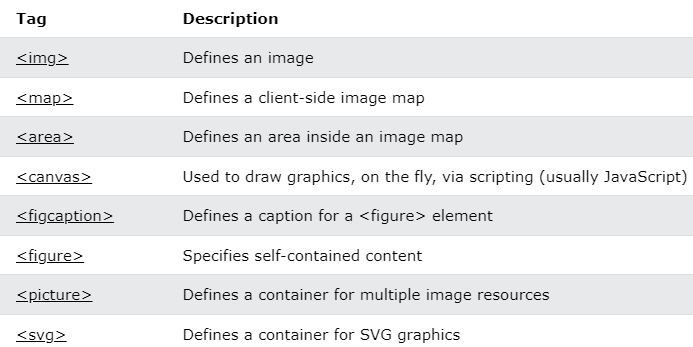 Tag Description
<img> Defines an image
<map> Defines a client-side image map
<area> Defines an area inside an image map
<canvas> Used to draw graphics, on the fly, via scripting (usually JavaScript)
<figcaption> Defines a caption for a <figure> element
<figure> Specifies self-contained content
<picture> Defines a container for multiple image resources
<svg> Defines a container for SVG graphics